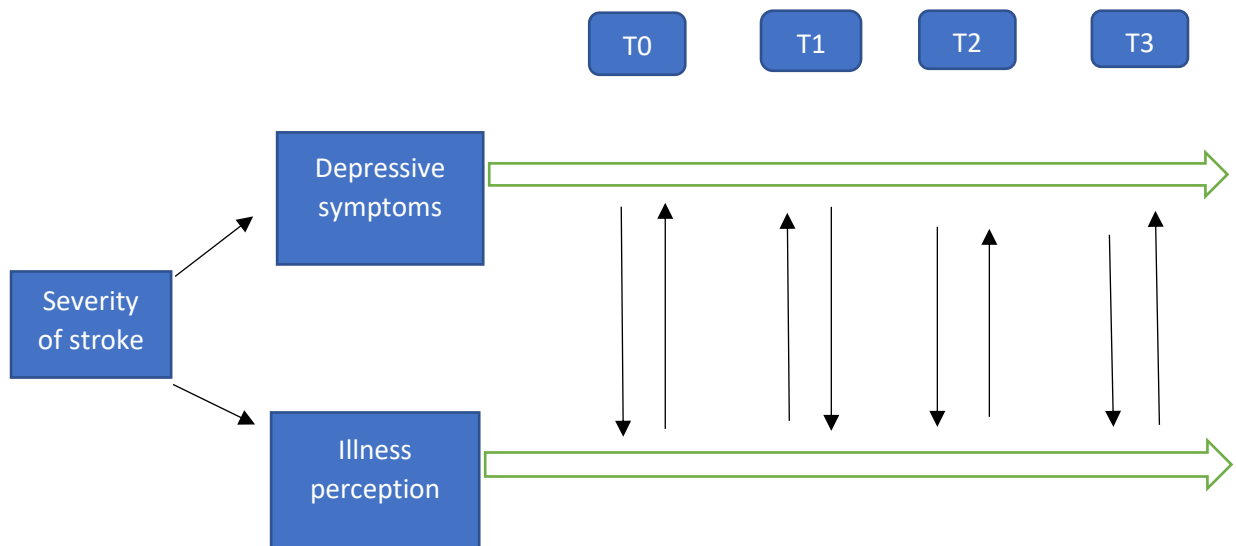 T0
T1
T2
T3
Depressive
symptoms
Severity
of stroke
Illness
perception